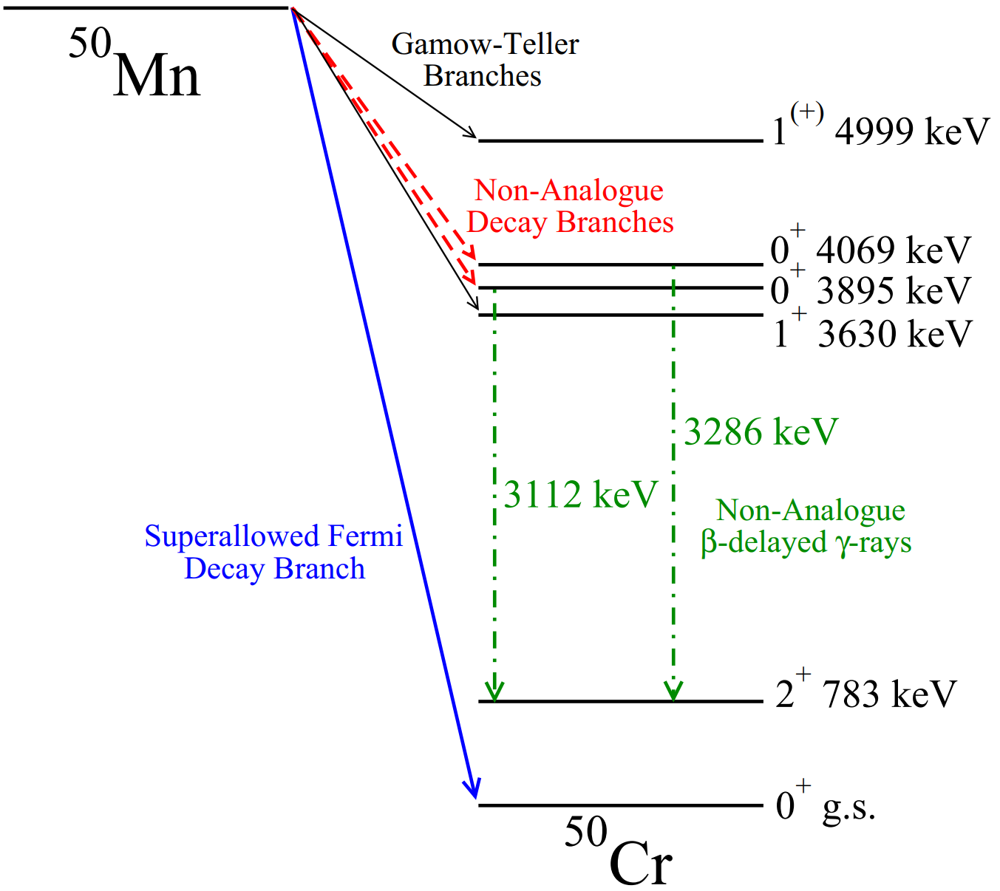 ⁵⁰Mn
Gamow-Teller
Branches
1⁽⁺⁾ 4999 keV
Non-Analogue
Decay Branches
0⁺ 4069 keV
0⁺ 3895 keV
1⁺ 3630 keV
3286 keV
3112 keV
Non-Analogue
β-delayed γ-rays
Superallowed Fermi
Decay Branch
2⁺ 783 keV
0⁺ g.s.
⁵⁰Cr